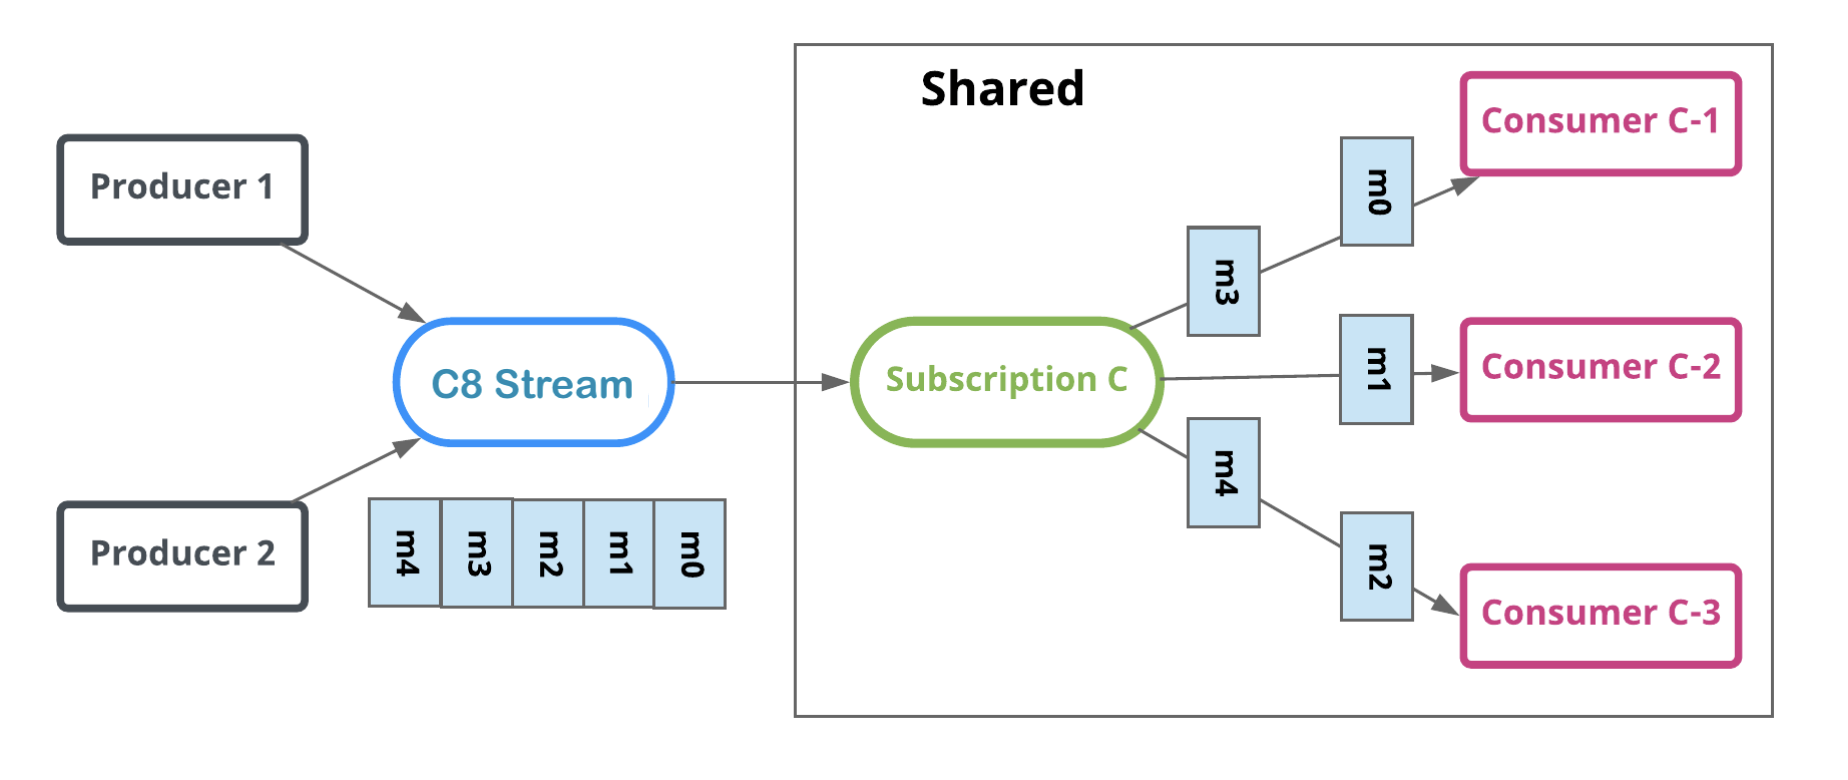 Shared
Producer 1
Producer 2
C8 Stream
m4
m3
m2
m1
m0
Subscription C
m3
m0
m1
m4
m2
Consumer C-1
Consumer C-2
Consumer C-3